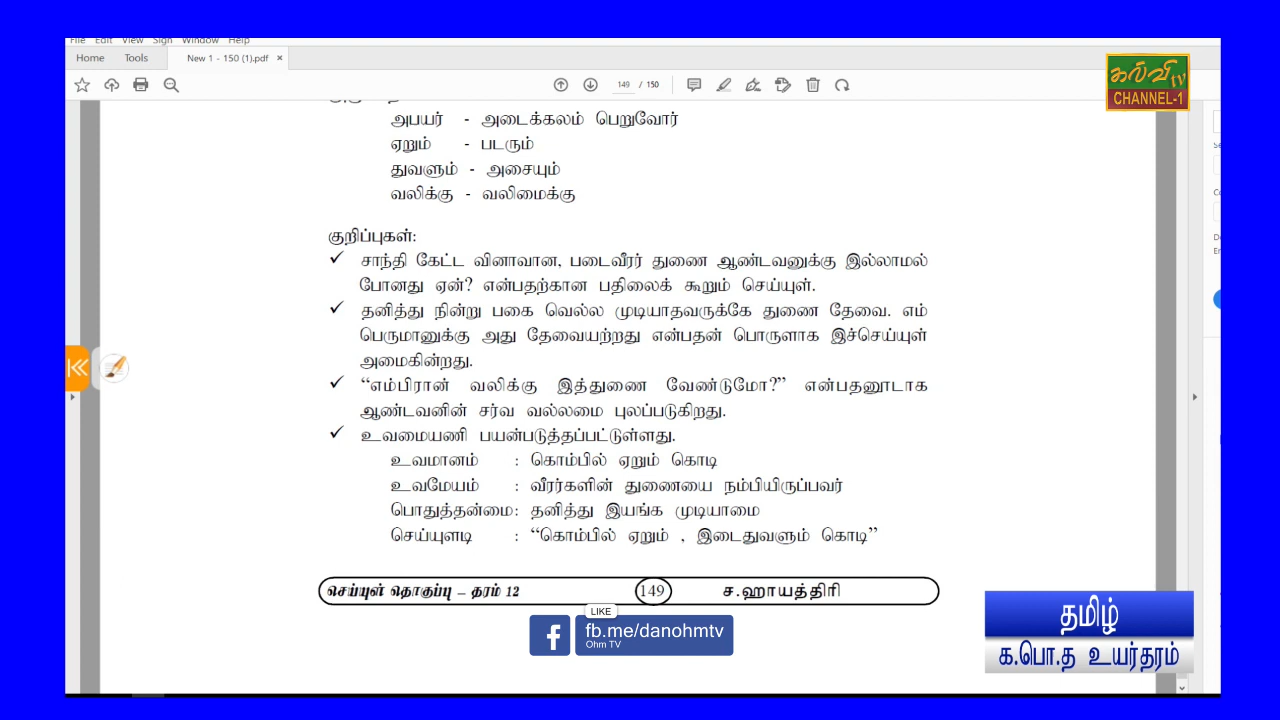 File Edit View Sign Window Help
Home Tools New 1 - 150 (1).pdf ×
149 / 150
கல்வி tv
CHANNEL-1
அபயர் - அடைக்கலம் பெறுவோர்
ஏறும் - படரும்
துவளும் - அசையும்
வலிக்கு - வலிமைக்கு
குறிப்புகள்:
✓ சாந்தி கேட்ட வினாவான, படைவீரர் துணை ஆண்டவனுக்கு இல்லாமல்
போனது ஏன்? என்பதற்கான பதிலைக் கூறும் செய்யுள்.
✓ தனித்து நின்று பகை வெல்ல முடியாதவருக்கே துணை தேவை. எம்
பெருமானுக்கு அது தேவையற்றது என்பதன் பொருளாக இச்செய்யுள்
அமைகின்றது.
✓ “எம்பிரான் வலிக்கு இத்துணை வேண்டுமோ?” என்பதனூடாக
ஆண்டவனின் சர்வ வல்லமை புலப்படுகிறது.
✓ உவமையணி பயன்படுத்தப்பட்டுள்ளது.
உவமானம் : கொம்பில் ஏறும் கொடி
உவமேயம் : வீரர்களின் துணையை நம்பியிருப்பவர்
பொதுத்தன்மை: தனித்து இயங்க முடியாமை
செய்யுளடி : “கொம்பில் ஏறும் , இடைதுவளும் கொடி”
செய்யுள் தொகுப்பு – தரம் 12 149 ச.ஹாயத்திரி
LIKE
fb.me/danohmtv
Ohm TV
தமிழ்
க.பொ.த உயர்தரம்